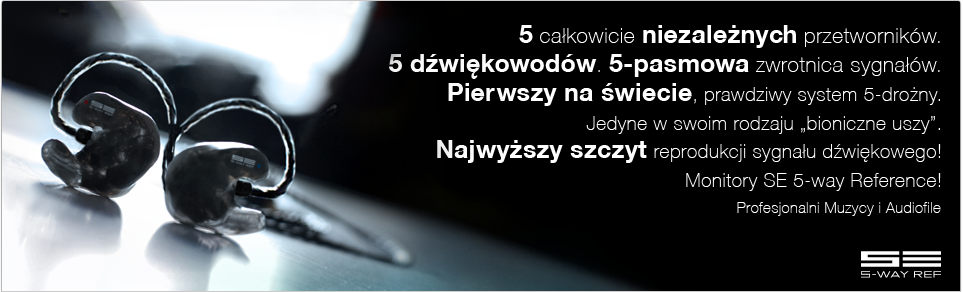 5 całkowicie niezależnych przetworników.
5 dźwiękowodów. 5-pasmowa zwrotnica sygnałów.
Pierwszy na świecie, prawdziwy system 5-drożny.
Jedyne w swoim rodzaju „bioniczne uszy”.
Najwyższy szczyt reprodukcji sygnału dźwiękowego!
Monitory SE 5-way Reference!
Profesjonalni Muzycy i Audiofile
SE
5-WAY REF